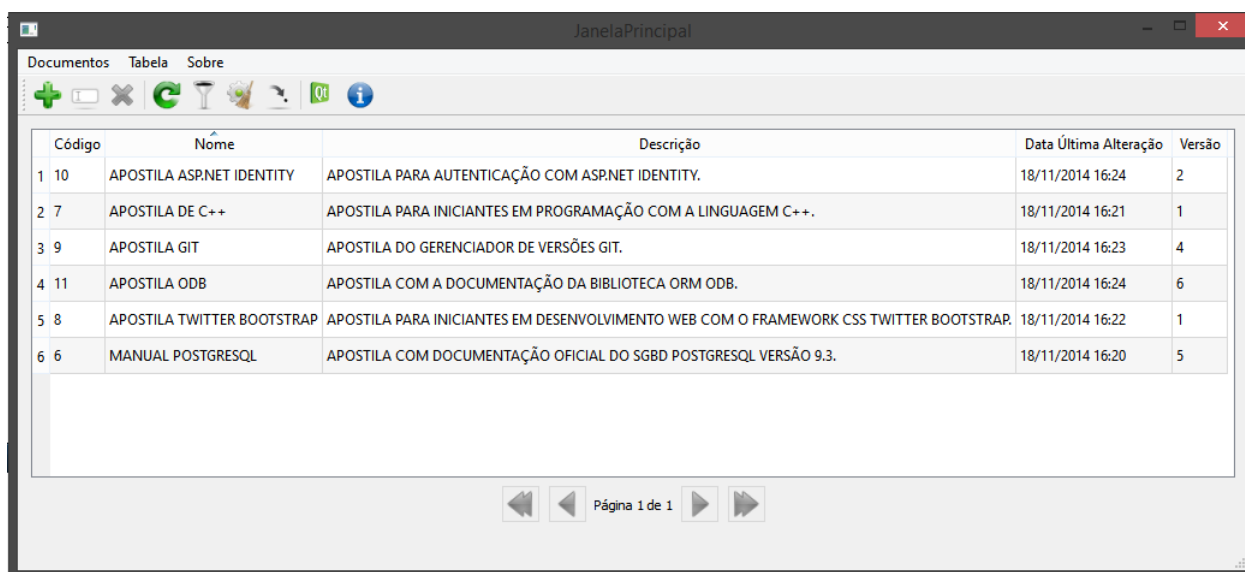 JanelaPrincipal
Documentos Tabela Sobre
Qt i
Código Nome Descrição Data Última Alteração Versão
1 10 APOSTILA ASP.NET IDENTITY APOSTILA PARA AUTENTICAÇÃO COM ASP.NET IDENTITY. 18/11/2014 16:24 2
2 7 APOSTILA DE C++ APOSTILA PARA INICIANTES EM PROGRAMAÇÃO COM A LINGUAGEM C++. 18/11/2014 16:21 1
3 9 APOSTILA GIT APOSTILA DO GERENCIADOR DE VERSÕES GIT. 18/11/2014 16:23 4
4 11 APOSTILA ODB APOSTILA COM A DOCUMENTAÇÃO DA BIBLIOTECA ORM ODB. 18/11/2014 16:24 6
5 8 APOSTILA TWITTER BOOTSTRAP APOSTILA PARA INICIANTES EM DESENVOLVIMENTO WEB COM O FRAMEWORK CSS TWITTER BOOTSTRAP. 18/11/2014 16:22 1
6 6 MANUAL POSTGRESQL APOSTILA COM DOCUMENTAÇÃO OFICIAL DO SGBD POSTGRESQL VERSÃO 9.3. 18/11/2014 16:20 5
Página 1 de 1